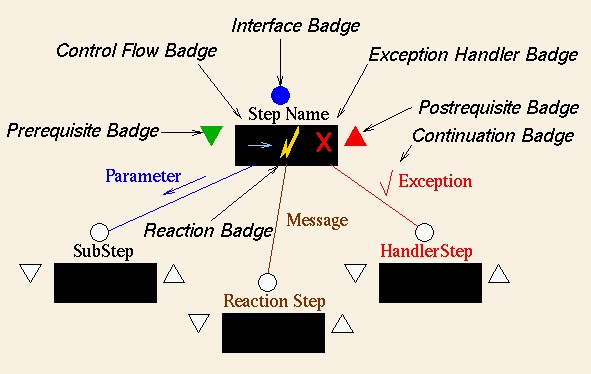 Interface Badge
Control Flow Badge
Exception Handler Badge
Step Name
Postrequisite Badge
Prerequisite Badge
Continuation Badge
X
Parameter
Exception
Message
Reaction Badge
SubStep
HandlerStep
Reaction Step